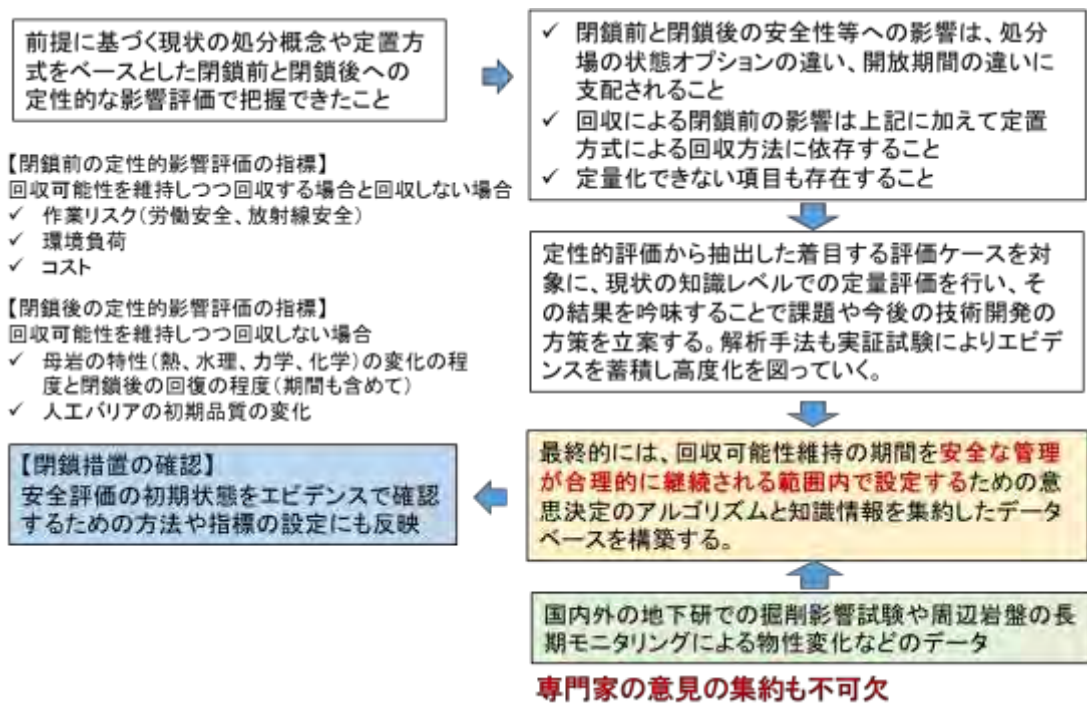 前提に基づく現状の処分概念や定置方
式をベースとした閉鎖前と閉鎖後への
定性的な影響評価で把握できたこと
【閉鎖前の定性的影響評価の指標】
回収可能性を維持しつつ回収する場合と回収しない場合
✓ 作業リスク(労働安全、放射線安全)
✓ 環境負荷
✓ コスト
【閉鎖後の定性的影響評価の指標】
回収可能性を維持しつつ回収しない場合
✓ 母岩の特性(熱、水理、力学、化学)の変化の程
度と閉鎖後の回復の程度(期間も含めて)
✓ 人工バリアの初期品質の変化
✓ 閉鎖前と閉鎖後の安全性等への影響は、処分
場の状態オプションの違い、開放期間の違いに
支配されること
✓ 回収による閉鎖前の影響は上記に加えて定置
方式による回収方法に依存すること
✓ 定量化できない項目も存在すること
定性的評価から抽出した着目する評価ケースを対
象に、現状の知識レベルでの定量評価を行い、そ
の結果を吟味することで課題や今後の技術開発の
方策を立案する。解析手法も実証試験によりエビデ
ンスを蓄積し高度化を図っていく。
最終的には、回収可能性維持の期間を安全な管理
が合理的に継続される範囲内で設定するための意
思決定のアルゴリズムと知識情報を集約したデータ
ベースを構築する。
【閉鎖措置の確認】
安全評価の初期状態をエビデンスで確認
するための方法や指標の設定にも反映
国内外の地下研での掘削影響試験や周辺岩盤の長
期モニタリングによる物性変化などのデータ
専門家の意見の集約も不可欠